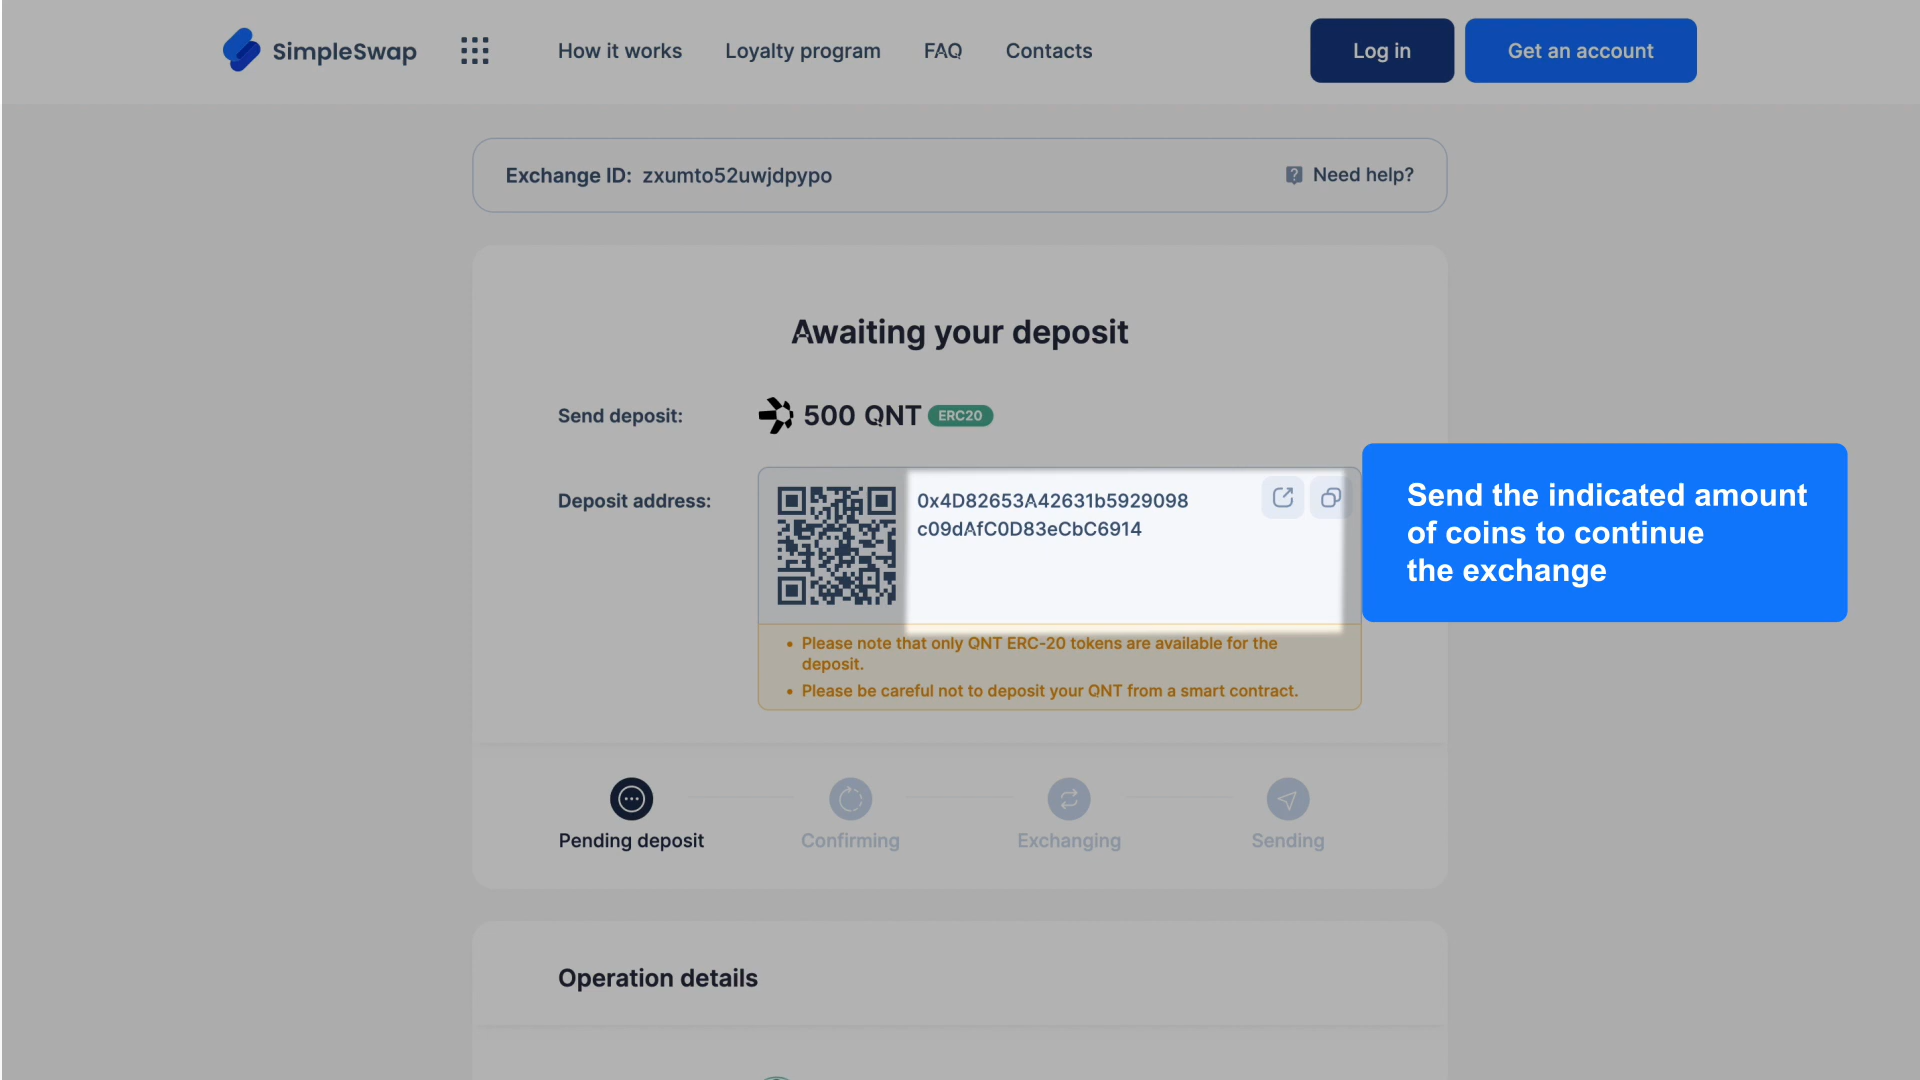 SimpleSwap
How it works
Loyalty program
FAQ
Contacts
Log in
Get an account
Exchange ID: zxumto52uwjdpypo
Need help?
Awaiting your deposit
Send deposit:
500 QNT ERC20
Deposit address:
0x4D82653A42631b5929098
c09dAfC0D83eCbC6914
Send the indicated amount
of coins to continue
the exchange
• Please note that only QNT ERC-20 tokens are available for the
deposit.
• Please be careful not to deposit your QNT from a smart contract.
Pending deposit
Confirming
Exchanging
Sending
Operation details